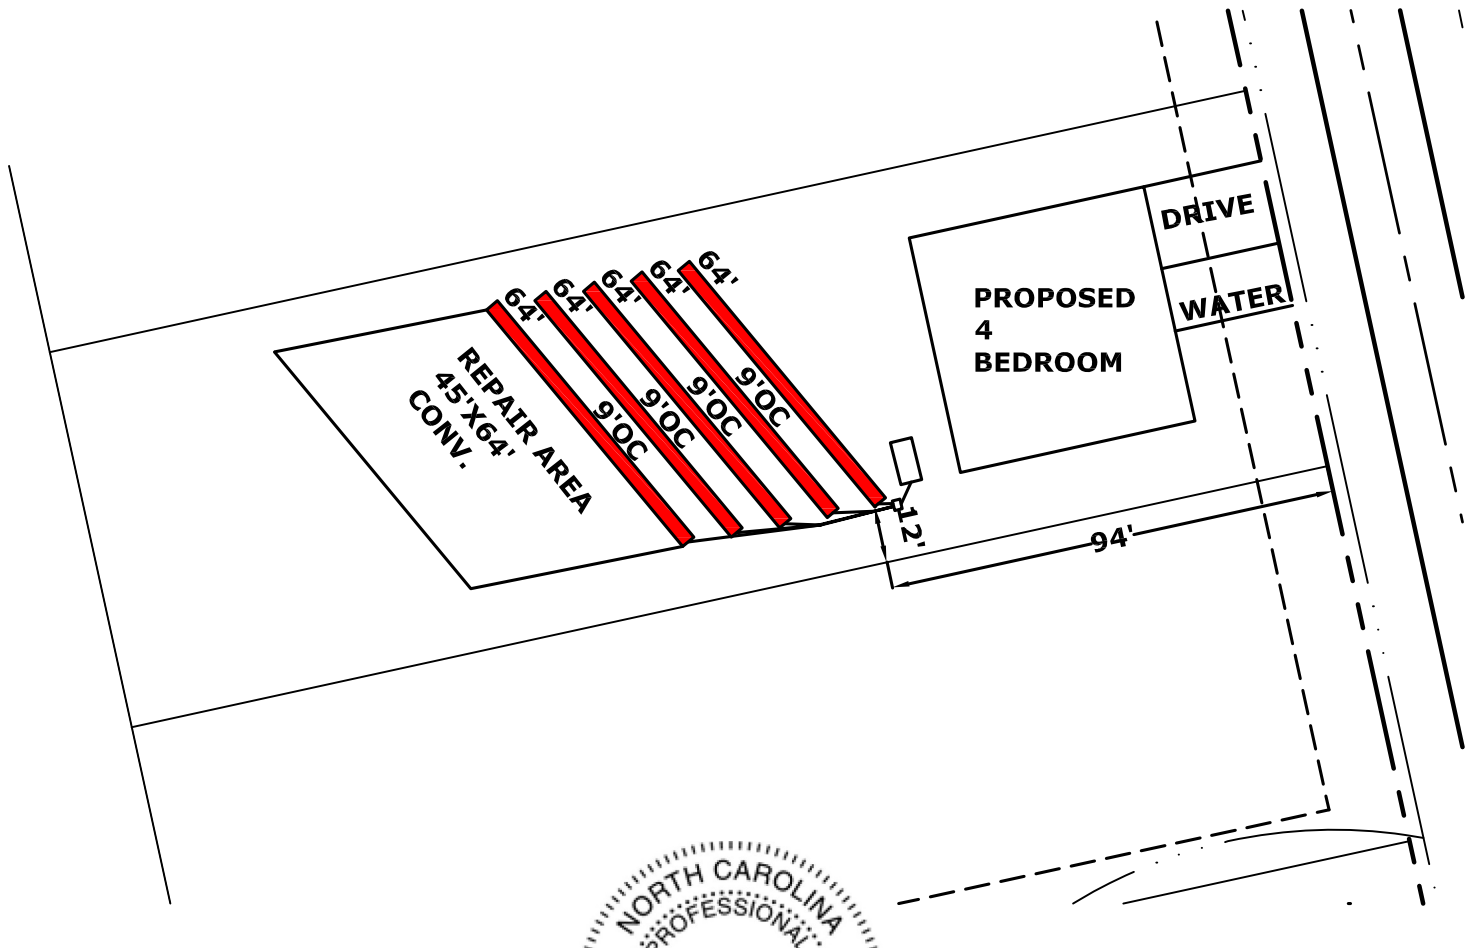 DRIVE
WATER
PROPOSED
4
BEDROOM
64'
64'
64'
64'
64'
9'OC
9'OC
9'OC
9'OC
REPAIR AREA
45'X64'
CONV.
12'
94'
NORTH CAROLINA
PROFESSIONAL